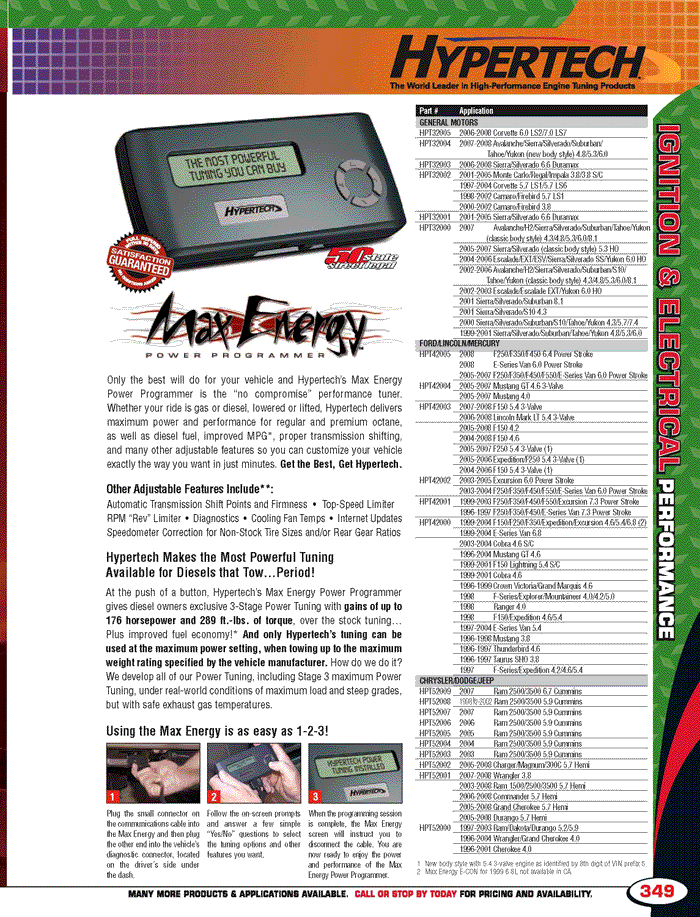 HYPERTECH
The World Leader in High-Performance Engine Tuning Products
THE MOST POWERFUL
TUNING YOU CAN BUY
HYPERTECH
SATISFACTION
GUARANTEED
50 state
street legal
Max Energy
POWER PROGRAMMER
Only the best will do for your vehicle and Hypertech's Max Energy
Power Programmer is the "no compromise" performance tuner.
Whether your ride is gas or diesel, lowered or lifted, Hypertech delivers
maximum power and performance for regular and premium octane,
as well as diesel fuel, improved MPG*, proper transmission shifting,
and many other adjustable features so you can customize your vehicle
exactly the way you want in just minutes. Get the Best, Get Hypertech.
Other Adjustable Features Include**:
Automatic Transmission Shift Points and Firmness • Top-Speed Limiter
RPM "Rev" Limiter • Diagnostics • Cooling Fan Temps • Internet Updates
Speedometer Correction for Non-Stock Tire Sizes and/or Rear Gear Ratios
Hypertech Makes the Most Powerful Tuning
Available for Diesels that Tow...Period!
At the push of a button, Hypertech's Max Energy Power Programmer
gives diesel owners exclusive 3-Stage Power Tuning with gains of up to
176 horsepower and 289 ft.-lbs. of torque, over the stock tuning...
Plus improved fuel economy!* And only Hypertech's tuning can be
used at the maximum power setting, when towing up to the maximum
weight rating specified by the vehicle manufacturer. How do we do it?
We develop all of our Power Tuning, including Stage 3 maximum Power
Tuning, under real-world conditions of maximum load and steep grades,
but with safe exhaust gas temperatures.
Using the Max Energy is as easy as 1-2-3!
1
2
HYPERTECH POWER
TUNING INSTALLED
3
Plug the small connector on
the communications cable into
the Max Energy and then plug
the other end into the vehicle's
diagnostic connector, located
on the driver's side under
the dash.
Follow the on-screen prompts
and answer a few simple
"Yes/No" questions to select
the tuning options and other
features you want.
When the programming session
is complete, the Max Energy
screen will instruct you to
disconnect the cable. You are
now ready to enjoy the power
and performance of the Max
Energy Power Programmer.
Part # Application
GENERAL MOTORS
HPT32005 2006-2008 Corvette 6.0 LS2/7.0 LS7
HPT32004 2007-2008 Avalanche/Sierra/Silverado/Suburban/
Tahoe/Yukon (new body style) 4.8/5.3/6.0
HPT32003 2006-2008 Sierra/Silverado 6.6 Duramax
HPT32002 2001-2005 Monte Carlo/Regal/Impala 3.8/3.8 S/C
1997-2004 Corvette 5.7 LS1/5.7 LS6
1998-2002 Camaro/Firebird 5.7 LS1
2000-2002 Camaro/Firebird 3.8
HPT32001 2001-2005 Sierra/Silverado 6.6 Duramax
HPT32000 2007 Avalanche/H2/Sierra/Silverado/Suburban/Tahoe/Yukon
(classic body style) 4.3/4.8/5.3/6.0/8.1
2005-2007 Sierra/Silverado (classic body style) 5.3 HO
2004-2006 Escalade/EXT/ESV/Sierra/Silverado SS/Yukon 6.0 HO
2002-2006 Avalanche/H2/Sierra/Silverado/Suburban/S10/
Tahoe/Yukon (classic body style) 4.3/4.8/5.3/6.0/8.1
2002-2003 Escalade/Escalade EXT/Yukon 6.0 HO
2001 Sierra/Silverado/Suburban 8.1
2001 Sierra/Silverado/S10 4.3
2000 Sierra/Silverado/Suburban/S10/Tahoe/Yukon 4.3/5.7/7.4
1999-2001 Sierra/Silverado/Suburban/Tahoe/Yukon 4.8/5.3/6.0
FORD/LINCOLN/MERCURY
HPT42005 2008 F250/F350/F450 6.4 Power Stroke
2008 E-Series Van 6.0 Power Stroke
2005-2007 F250/F350/F450/F550/E-Series Van 6.0 Power Stroke
HPT42004 2005-2007 Mustang GT 4.6 3-Valve
2005-2007 Mustang 4.0
HPT42003 2007-2008 F150 5.4 3-Valve
2006-2008 Lincoln Mark LT 5.4 3-Valve
2005-2008 F150 4.2
2004-2008 F150 4.6
2005-2007 F250 5.4 3-Valve (1)
2005-2006 Expedition/F250 5.4 3-Valve (1)
2004-2006 F150 5.4 3-Valve (1)
HPT42002 2003-2005 Excursion 6.0 Power Stroke
2003-2004 F250/F350/F450/F550/E-Series Van 6.0 Power Stroke
HPT42001 1999-2003 F250/F350/F450/F550/Excursion 7.3 Power Stroke
1996-1997 F250/F350/F450/E-Series Van 7.3 Power Stroke
HPT42000 1999-2004 F150/F250/F350/Expedition/Excursion 4.6/5.4/6.8 (2)
1999-2004 E-Series Van 6.8
2003-2004 Cobra 4.6 S/C
1996-2004 Mustang GT 4.6
1999-2001 F150 Lightning 5.4 S/C
1999-2001 Cobra 4.6
1996-1999 Crown Victoria/Grand Marquis 4.6
1998 F-Series/Explorer/Mountaineer 4.0/4.2/5.0
1998 Ranger 4.0
1998 F150/Expedition 4.6/5.4
1997-2004 E-Series Van 5.4
1996-1998 Mustang 3.8
1996-1997 Thunderbird 4.6
1996-1997 Taurus SHO 3.8
1997 F-Series/Expedition 4.2/4.6/5.4
CHRYSLER/DODGE/JEEP
HPT52009 2007 Ram 2500/3500 6.7 Cummins
HPT52008 1998½-2002 Ram 2500/3500 5.9 Cummins
HPT52007 2007 Ram 2500/3500 5.9 Cummins
HPT52006 2006 Ram 2500/3500 5.9 Cummins
HPT52005 2005 Ram 2500/3500 5.9 Cummins
HPT52004 2004 Ram 2500/3500 5.9 Cummins
HPT52003 2003 Ram 2500/3500 5.9 Cummins
HPT52002 2005-2008 Charger/Magnum/300C 5.7 Hemi
HPT52001 2007-2008 Wrangler 3.8
2003-2008 Ram 1500/2500/3500 5.7 Hemi
2006-2008 Commander 5.7 Hemi
2005-2008 Grand Cherokee 5.7 Hemi
2005-2008 Durango 5.7 Hemi
HPT52000 1997-2003 Ram/Dakota/Durango 5.2/5.9
1996-2004 Wrangler/Grand Cherokee 4.0
1996-2001 Cherokee 4.0
1 New body style with 5.4 3-valve engine as identified by 8th digit of VIN prefix 5.
2 Max Energy E-CON for 1999 6.8L not available in CA.
IGNITION & ELECTRICAL PERFORMANCE
MANY MORE PRODUCTS & APPLICATIONS AVAILABLE. CALL OR STOP BY TODAY FOR PRICING AND AVAILABILITY.
349